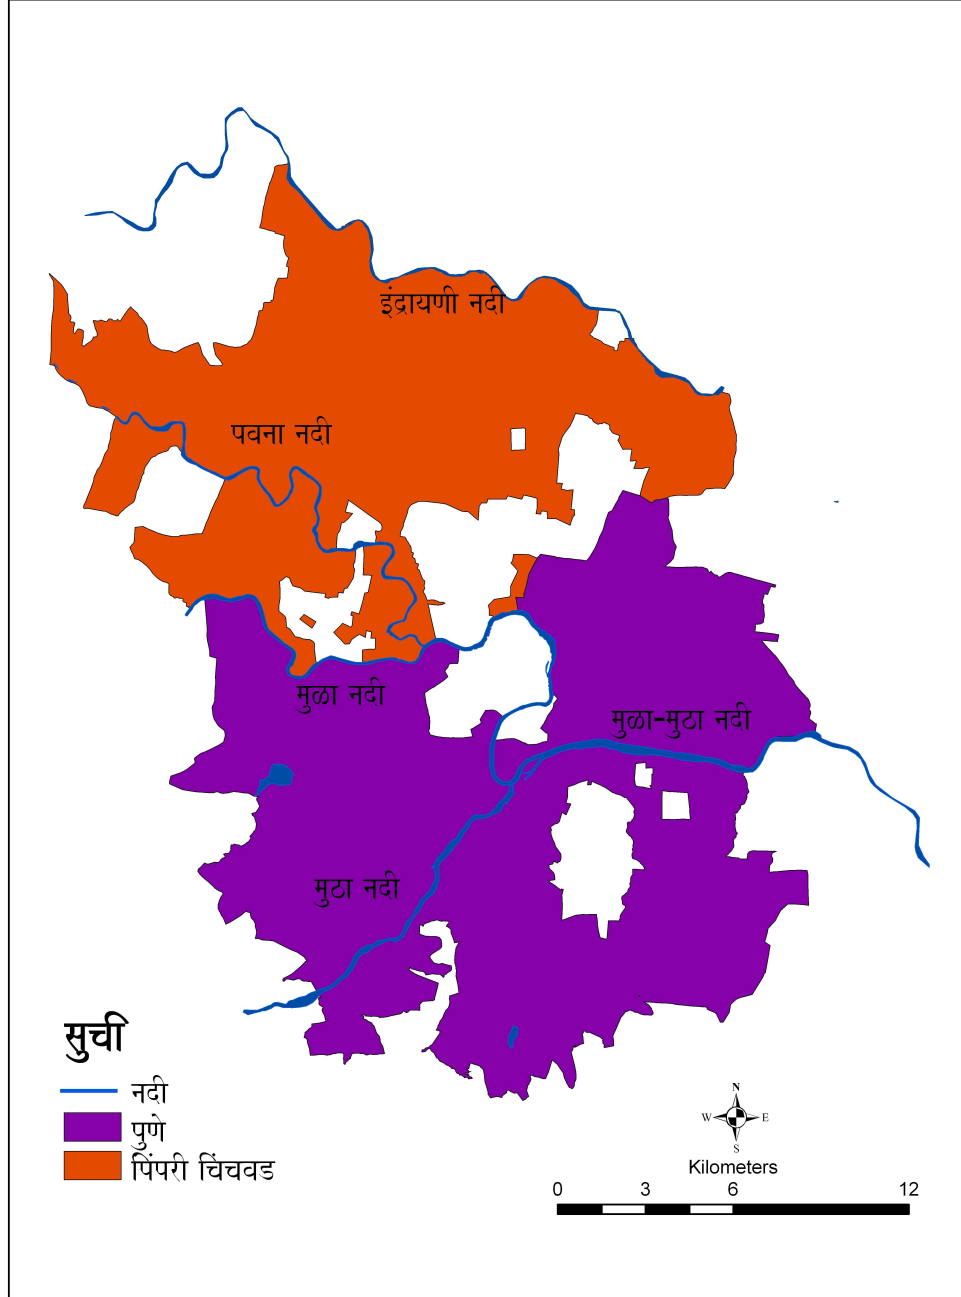 इंद्रायणी नदी
पवना नदी
मुळा नदी
मुळा-मुठा नदी
मुठा नदी
सुची
नदी
पुणे
पिंपरी चिंचवड
N
W E
S
Kilometers
0 3 6 12